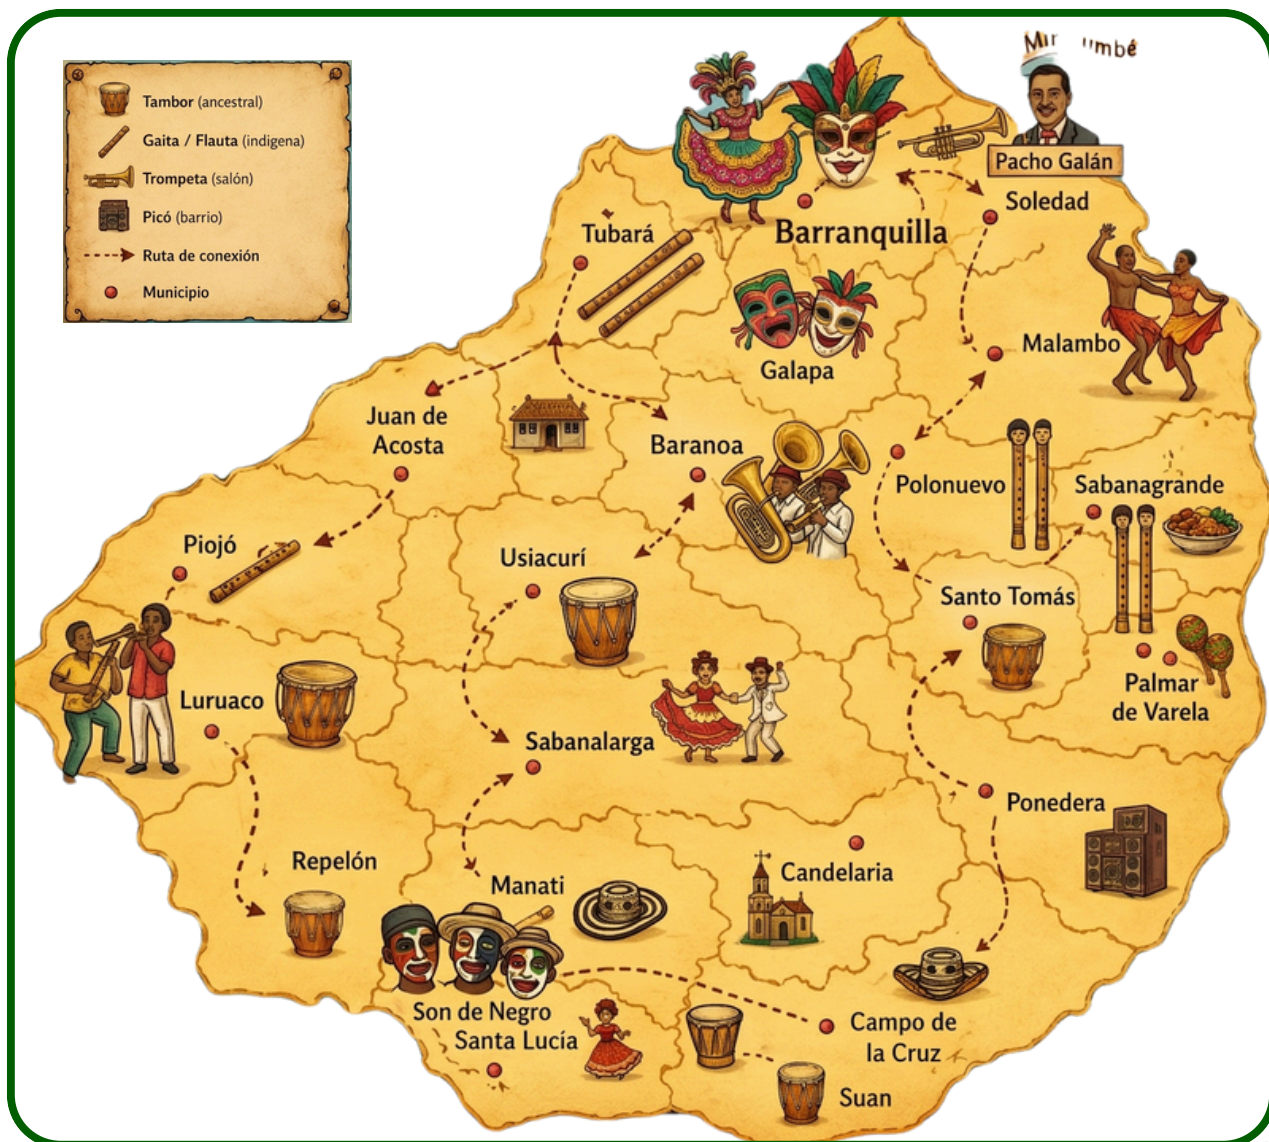 Tambor (ancestral)
Gaita / Flauta (indigena)
Trompeta (salón)
Picó (barrio)
Ruta de conexión
Municipio
Pacho Galán
Soledad
Tubará
Barranquilla
Malambo
Galapa
Juan de
Acosta
Baranoa
Polonuevo
Sabanagrande
Piojó
Usiacurí
Santo Tomás
Luruaco
Palmar
de Varela
Sabanalarga
Ponedera
Repelón
Manati
Candelaria
Son de Negro
Santa Lucía
Campo de
la Cruz
Suan